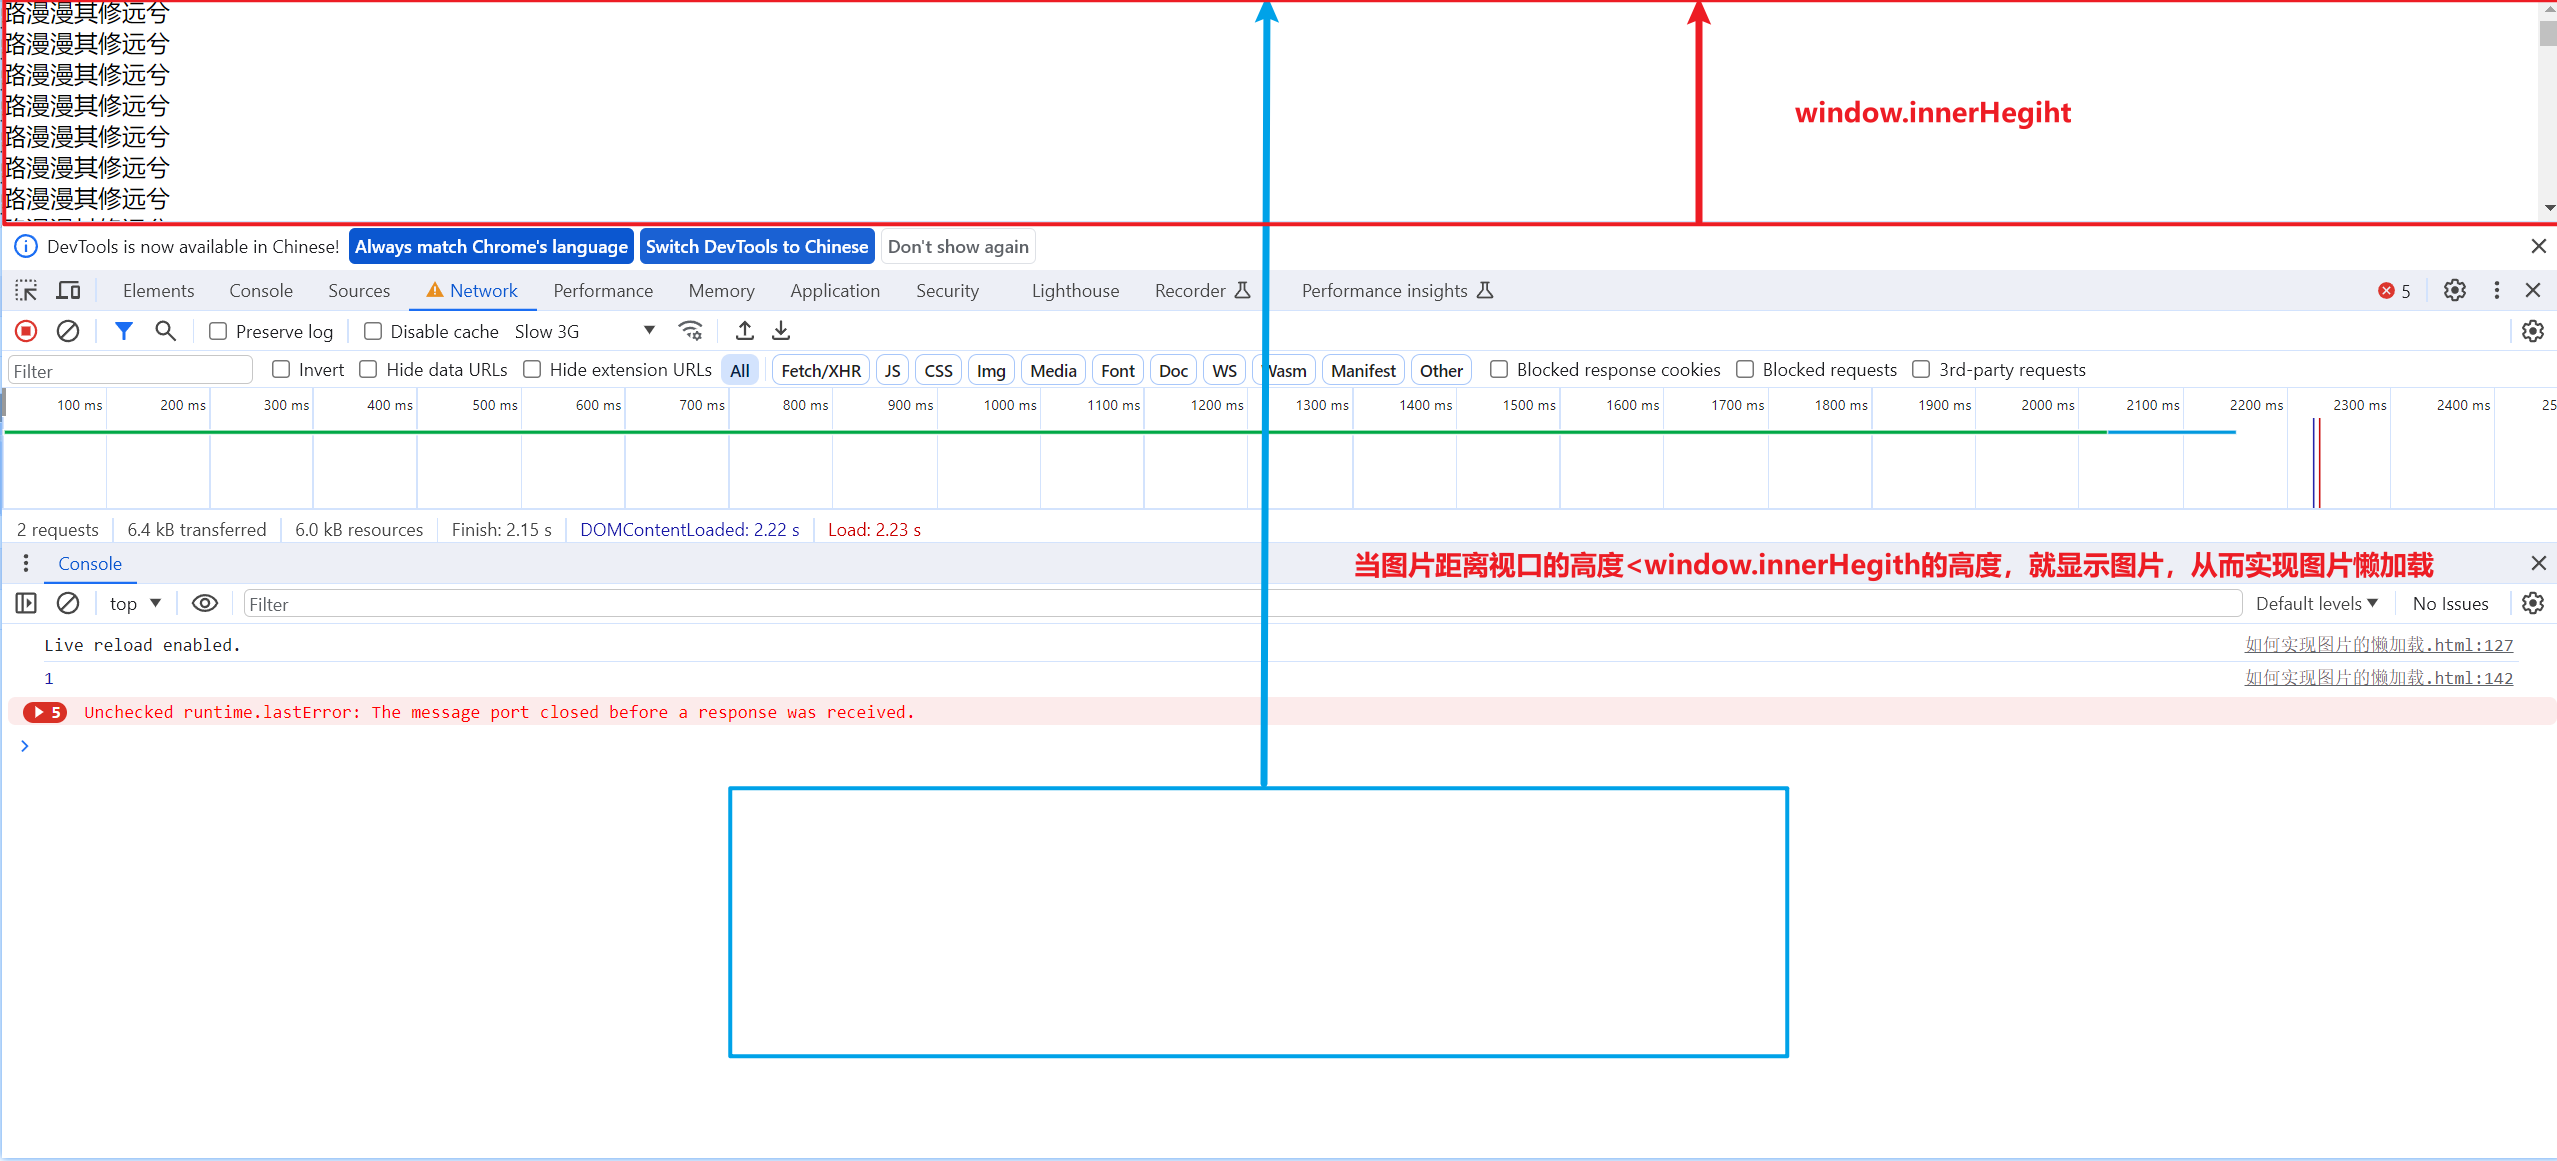 路漫漫其修远兮
路漫漫其修远兮
路漫漫其修远兮
路漫漫其修远兮
路漫漫其修远兮
路漫漫其修远兮
路漫漫其修远兮
window.innerHegiht
DevTools is now available in Chinese! Always match Chrome's language Switch DevTools to Chinese Don't show again
Elements Console Sources Network Performance Memory Application Security Lighthouse Recorder Performance insights 5
Preserve log Disable cache Slow 3G
Filter Invert Hide data URLs Hide extension URLs All Fetch/XHR JS CSS Img Media Font Doc WS Wasm Manifest Other Blocked response cookies Blocked requests 3rd-party requests
100 ms 200 ms 300 ms 400 ms 500 ms 600 ms 700 ms 800 ms 900 ms 1000 ms 1100 ms 1200 ms 1300 ms 1400 ms 1500 ms 1600 ms 1700 ms 1800 ms 1900 ms 2000 ms 2100 ms 2200 ms 2300 ms 2400 ms 25
2 requests 6.4 kB transferred 6.0 kB resources Finish: 2.15 s DOMContentLoaded: 2.22 s Load: 2.23 s
Console
当图片距离视口的高度<window.innerHegith的高度，就显示图片，从而实现图片懒加载
top Filter Default levels No Issues
Live reload enabled. 如何实现图片的懒加载.html:127
1 如何实现图片的懒加载.html:142
5 Unchecked runtime.lastError: The message port closed before a response was received.